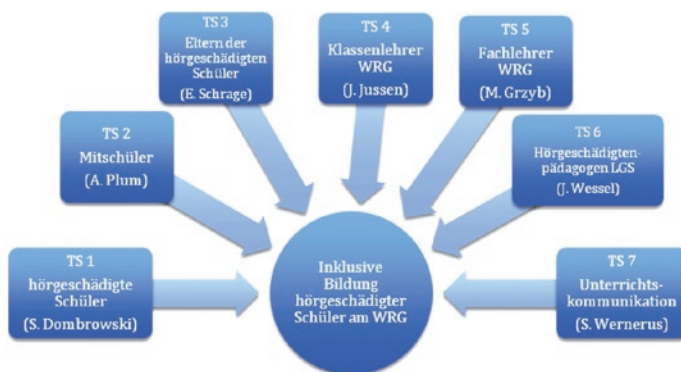 TS 1
hörgeschädigte
Schüler
(S. Dombrowski)
TS 2
Mitschüler
(A. Plum)
TS 3
Eltern der
hörgeschädigten
Schüler
(E. Schrage)
TS 4
Klassenlehrer
WRG
(J. Jussen)
TS 5
Fachlehrer
WRG
(M. Grzyb)
TS 6
Hörgeschädigten-
pädagogen LGS
(J. Wessel)
TS 7
Unterrichts-
kommunikation
(S. Wernerus)
Inklusive
Bildung
hörgeschädigter
Schüler am WRG